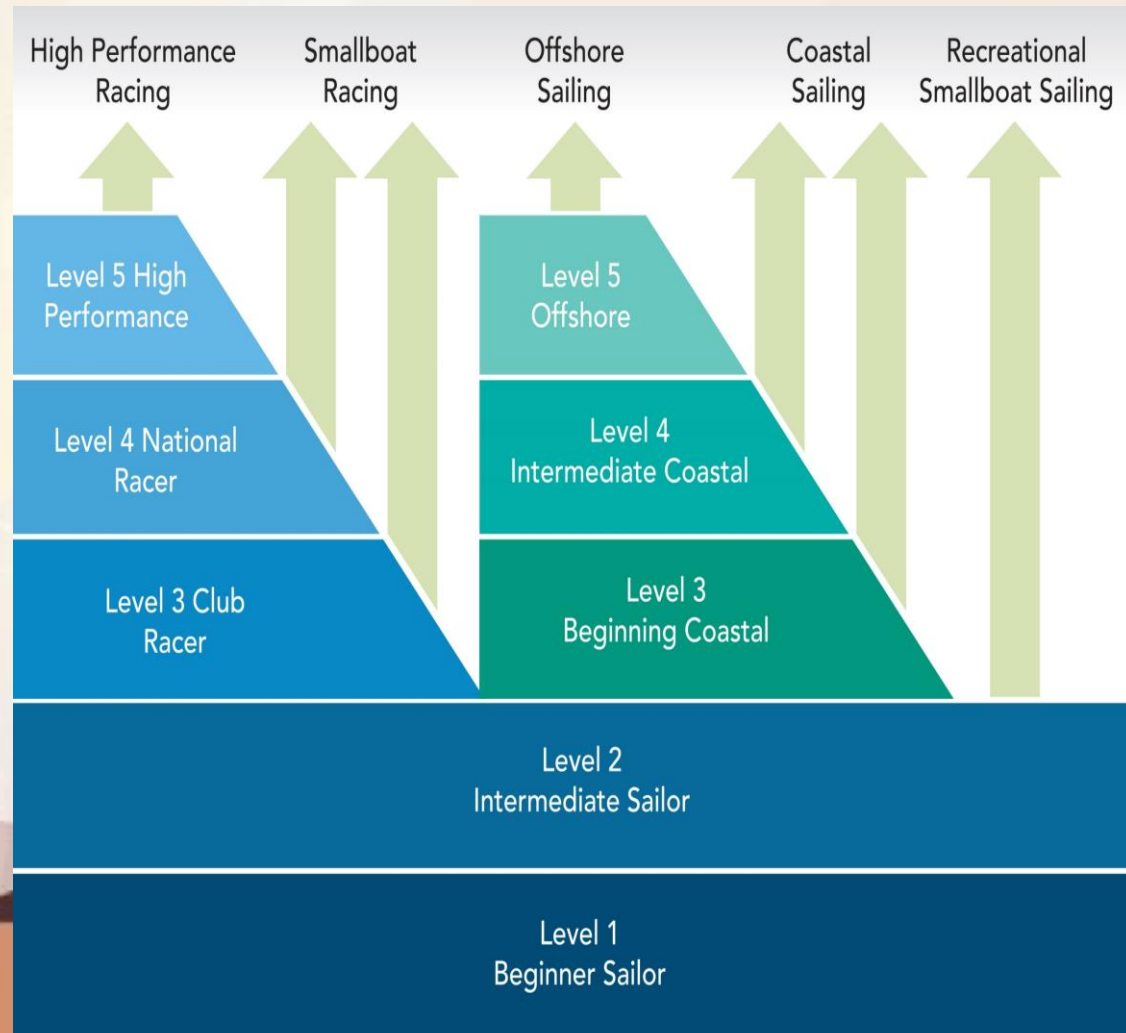 High Performance
Racing
Smallboat
Racing
Offshore
Sailing
Coastal
Sailing
Recreational
Smallboat Sailing
Level 5 High
Performance
Level 5
Offshore
Level 4 National
Racer
Level 4
Intermediate Coastal
Level 3 Club
Racer
Level 3
Beginning Coastal
Level 2
Intermediate Sailor
Level 1
Beginner Sailor